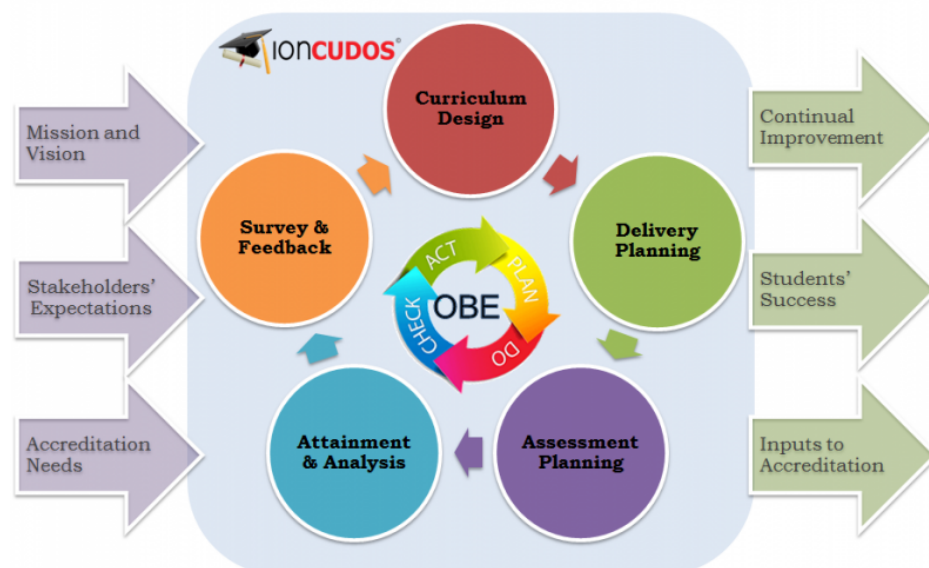 IONCUDOS®
Curriculum
Design
Mission and
Vision
Continual
Improvement
Survey &
Feedback
Delivery
Planning
ACT
PLAN
Stakeholders'
Expectations
OBE
Students'
Success
CHECK
DO
Attainment
& Analysis
Assessment
Planning
Accreditation
Needs
Inputs to
Accreditation